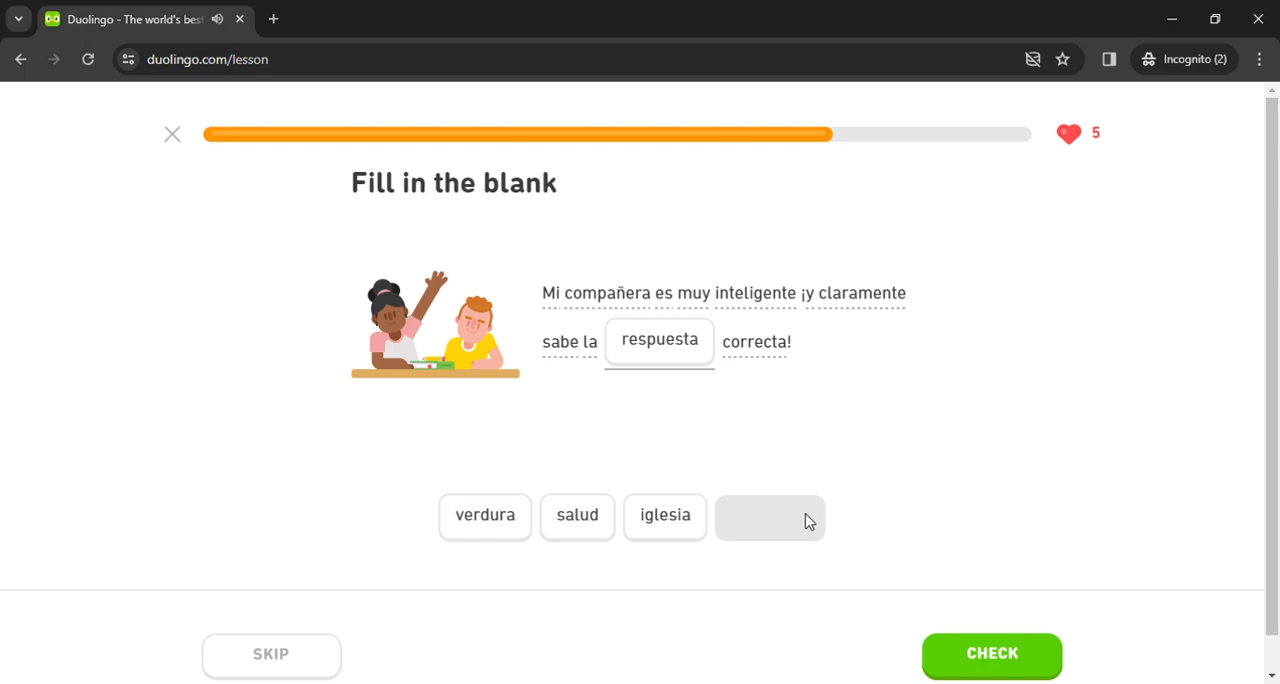 Duolingo - The world's best
duolingo.com/lesson
Incognito (2)
5
Fill in the blank
Mi compañera es muy inteligente ¡y claramente
sabe la respuesta correcta!
verdura salud iglesia
SKIP CHECK